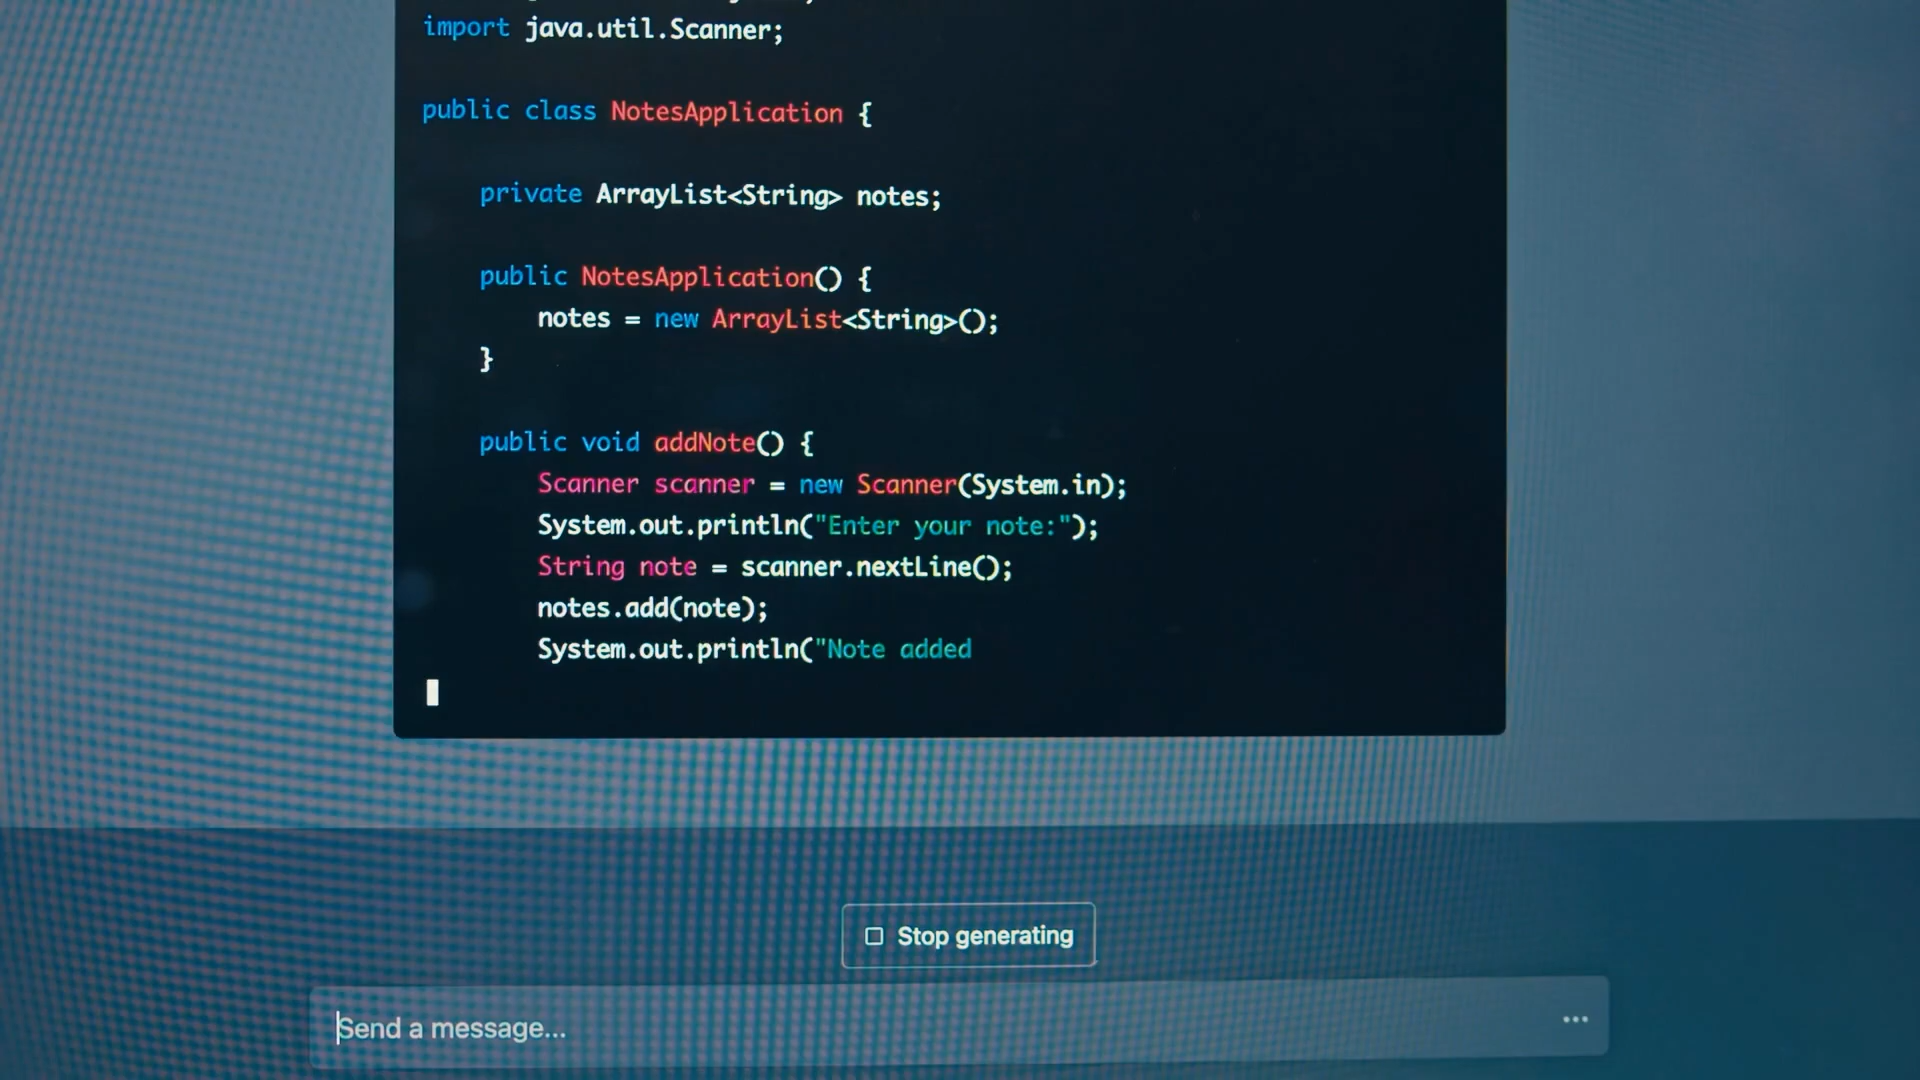 import java.util.Scanner;
public class NotesApplication {
private ArrayList<String> notes;
public NotesApplication() {
notes = new ArrayList<String>();
}
public void addNote() {
Scanner scanner = new Scanner(System.in);
System.out.println("Enter your note:");
String note = scanner.nextLine();
notes.add(note);
System.out.println("Note added
Stop generating
Send a message...